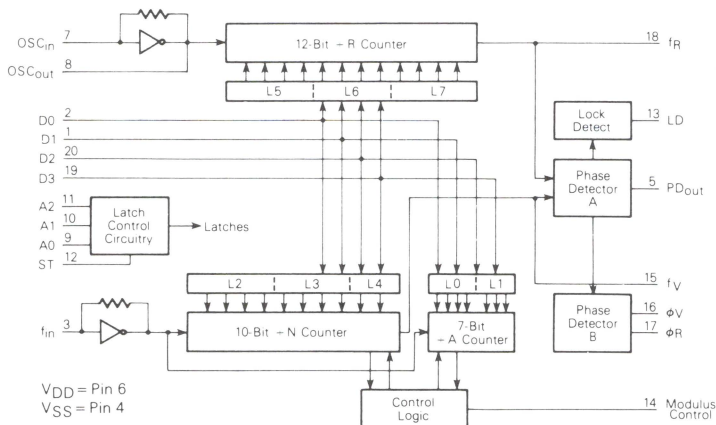 OSCin 7
OSCout 8
12-Bit ÷ R Counter
18 fR
L5 L6 L7
D0 2
D1 1
D2 20
D3 19
Lock Detect
13 LD
Phase Detector A
5 PDout
A2 11
A1 10
A0 9
ST 12
Latch Control Circuitry
Latches
15 fV
L2 L3 L4
L0 L1
fin 3
10-Bit ÷ N Counter
7-Bit ÷ A Counter
Phase Detector B
16 ϕV
17 ϕR
VDD = Pin 6
VSS = Pin 4
Control Logic
14 Modulus Control